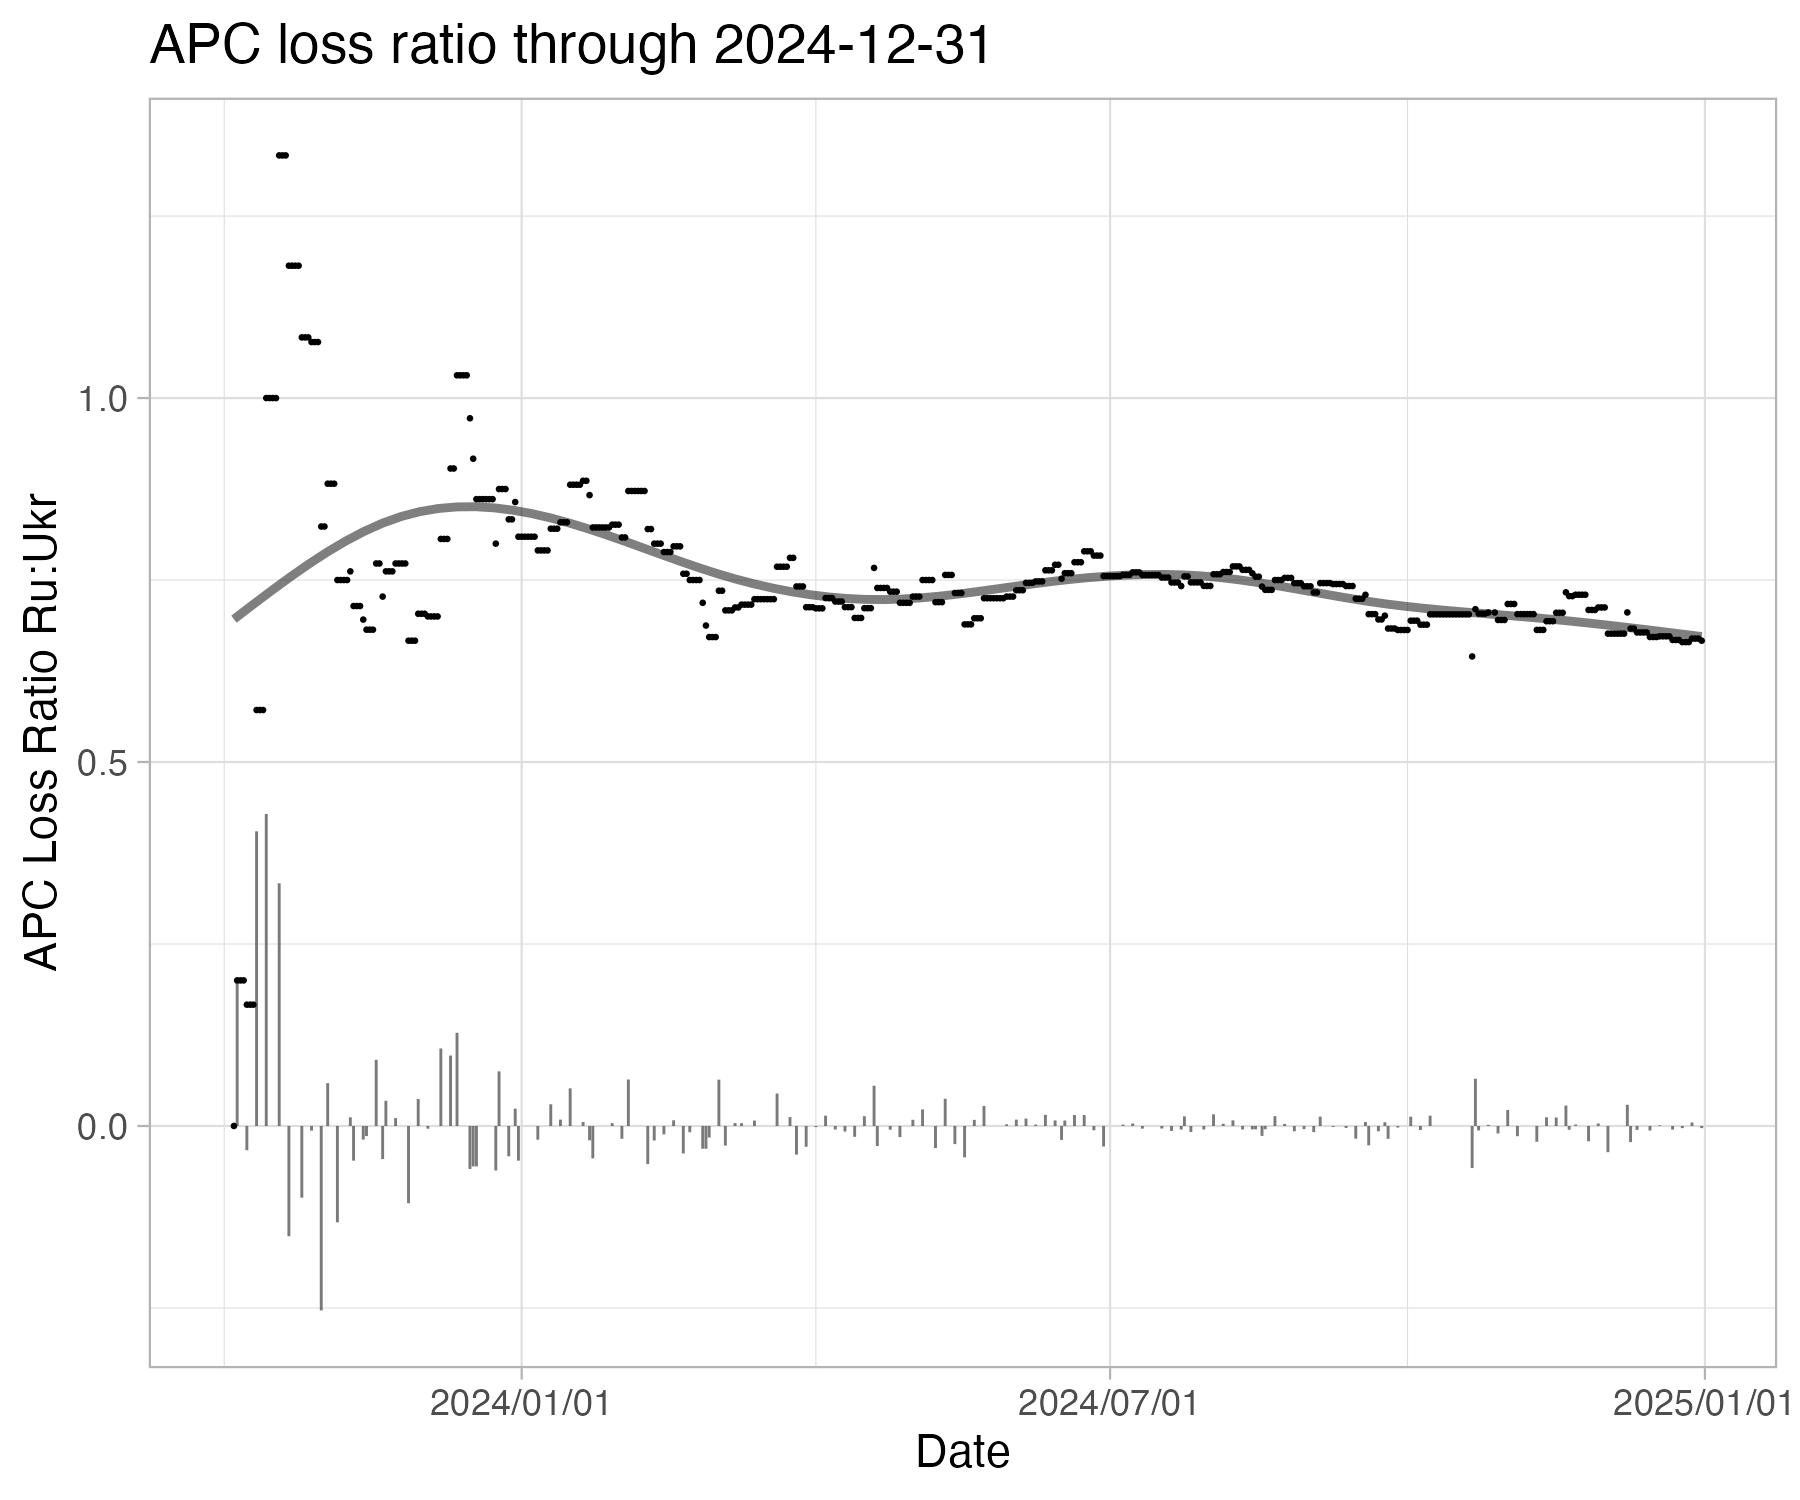 APC loss ratio through 2024-12-31
APC Loss Ratio Ru:Ukr
1.0
0.5
0.0
2024/01/01
2024/07/01
2025/01/01
Date